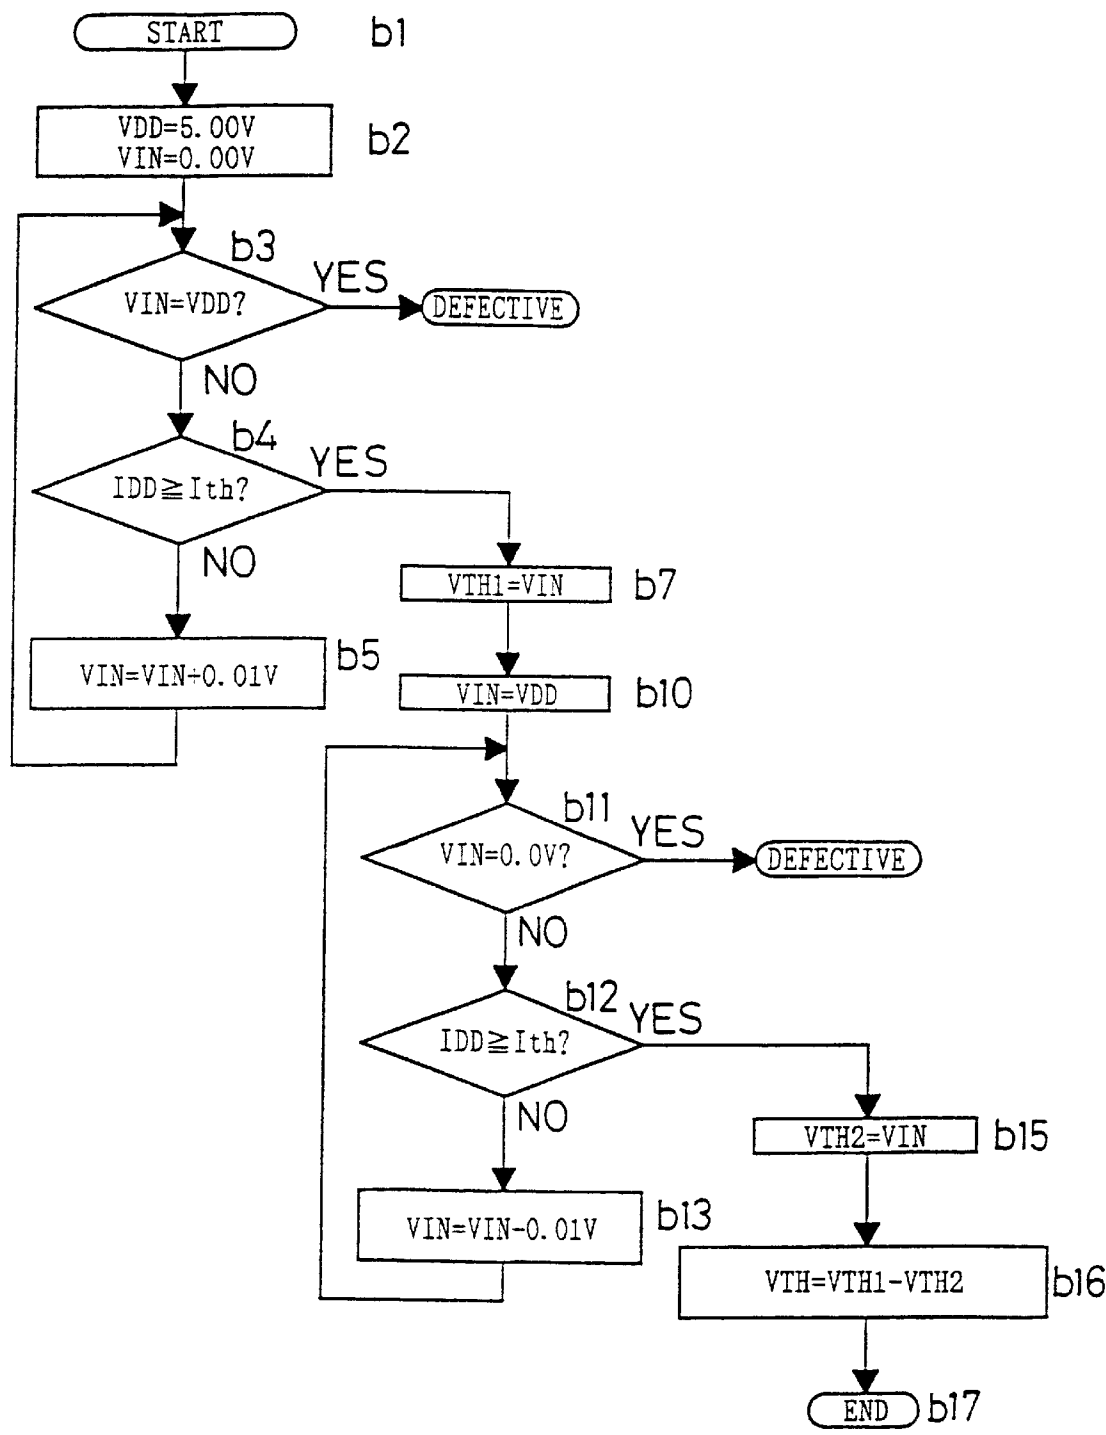 START
b1
VDD=5.00V
VIN=0.00V
b2
b3
VIN=VDD?
YES
DEFECTIVE
NO
b4
IDD≧Ith?
YES
NO
VTH1=VIN
b7
VIN=VIN+0.01V
b5
VIN=VDD
b10
b11
VIN=0.0V?
YES
DEFECTIVE
NO
b12
IDD≧Ith?
YES
NO
VTH2=VIN
b15
VIN=VIN-0.01V
b13
VTH=VTH1-VTH2
b16
END
b17